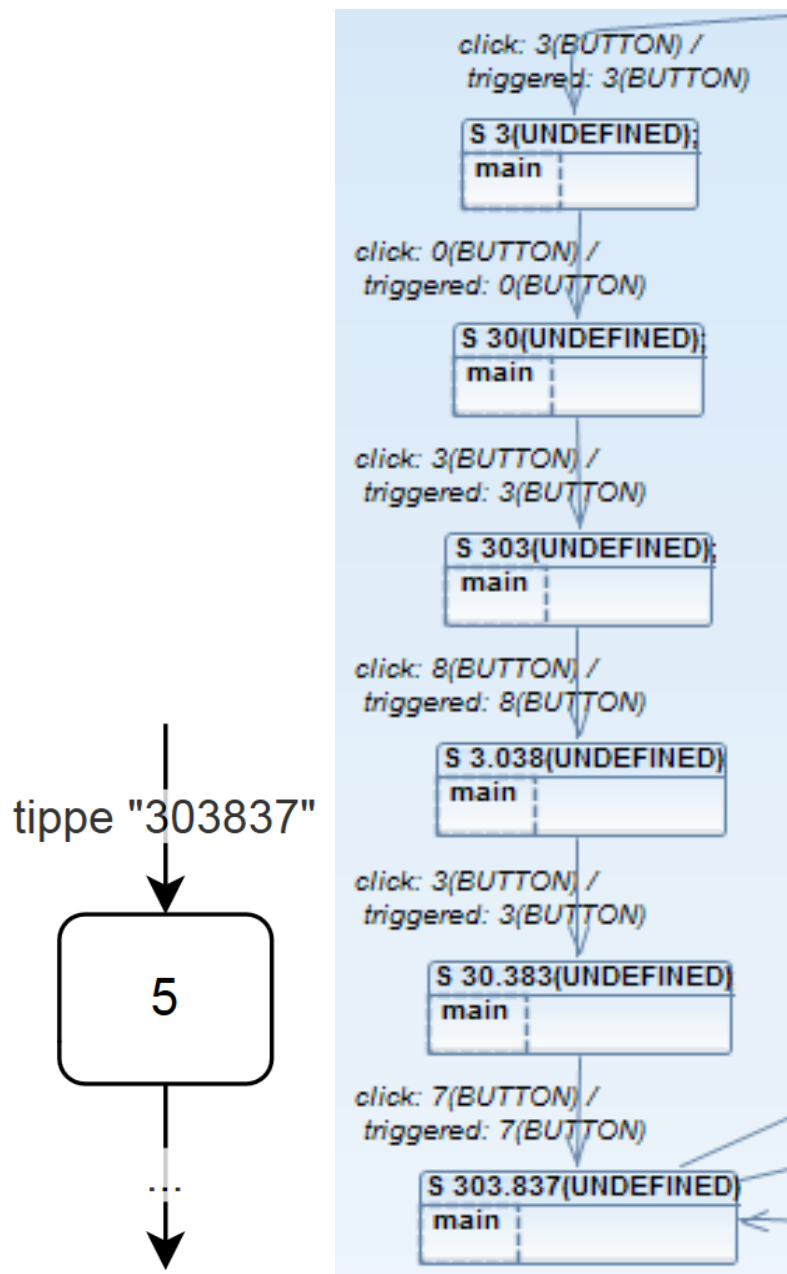 tippe "303837"
5
...
click: 3(BUTTON) /
triggered: 3(BUTTON)
S 3(UNDEFINED);
main
click: 0(BUTTON) /
triggered: 0(BUTTON)
S 30(UNDEFINED);
main
click: 3(BUTTON) /
triggered: 3(BUTTON)
S 303(UNDEFINED);
main
click: 8(BUTTON) /
triggered: 8(BUTTON)
S 3.038(UNDEFINED)
main
click: 3(BUTTON) /
triggered: 3(BUTTON)
S 30.383(UNDEFINED)
main
click: 7(BUTTON) /
triggered: 7(BUTTON)
S 303.837(UNDEFINED)
main